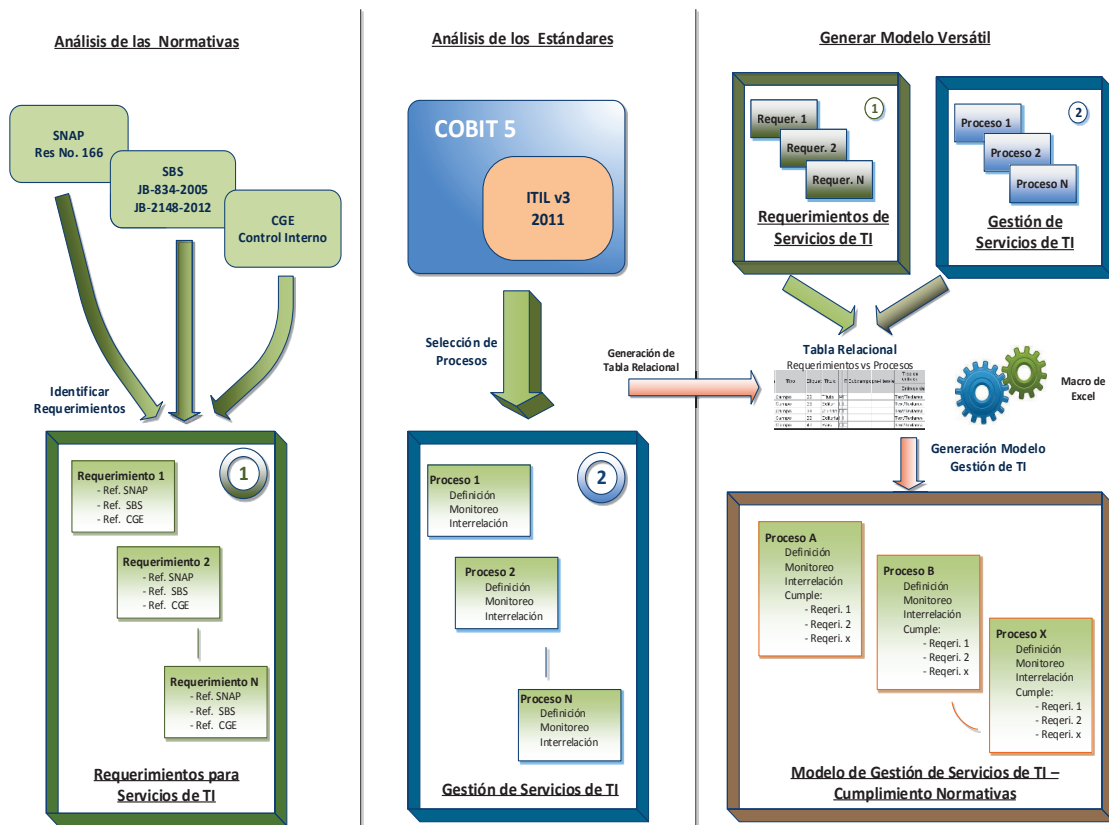 Análisis de las Normativas
SNAP
Res No. 166
SBS
JB-834-2005
JB-2148-2012
CGE
Control Interno
Identificar
Requerimientos
1
Requerimiento 1
- Ref. SNAP
- Ref. SBS
- Ref. CGE
Requerimiento 2
- Ref. SNAP
- Ref. SBS
- Ref. CGE
Requerimiento N
- Ref. SNAP
- Ref. SBS
- Ref. CGE
Requerimientos para
Servicios de TI
Análisis de los Estándares
COBIT 5
ITIL v3
2011
Selección de
Procesos
2
Proceso 1
Definición
Monitoreo
Interrelación
Proceso 2
Definición
Monitoreo
Interrelación
Proceso N
Definición
Monitoreo
Interrelación
Gestión de Servicios de TI
Generación de
Tabla Relacional
Generar Modelo Versátil
1
Requer. 1
Requer. 2
Requer. N
Requerimientos de
Servicios de TI
2
Proceso 1
Proceso 2
Proceso N
Gestión de
Servicios de TI
Tabla Relacional
Requerimientos vs Procesos
Tipo
Título
Campo
Campo
Campo
Campo
Campo
Macro de
Excel
Generación Modelo
Gestión de TI
Proceso A
Definición
Monitoreo
Interrelación
Cumple:
- Reqeri. 1
- Reqeri. 2
- Reqeri. x
Proceso B
Definición
Monitoreo
Interrelación
Cumple:
- Reqeri. 1
- Reqeri. 2
- Reqeri. x
Proceso X
Definición
Monitoreo
Interrelación
Cumple:
- Reqeri. 1
- Reqeri. 2
- Reqeri. x
Modelo de Gestión de Servicios de TI –
Cumplimiento Normativas